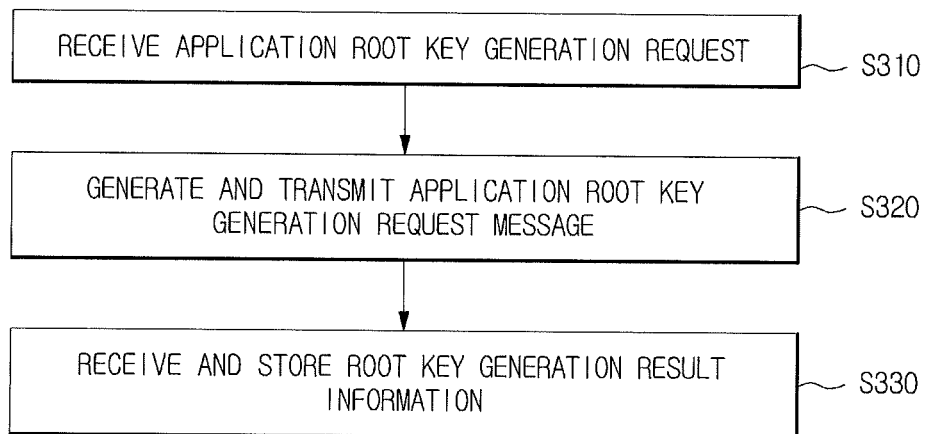 RECEIVE APPLICATION ROOT KEY GENERATION REQUEST
S310
GENERATE AND TRANSMIT APPLICATION ROOT KEY
GENERATION REQUEST MESSAGE
S320
RECEIVE AND STORE ROOT KEY GENERATION RESULT
INFORMATION
S330